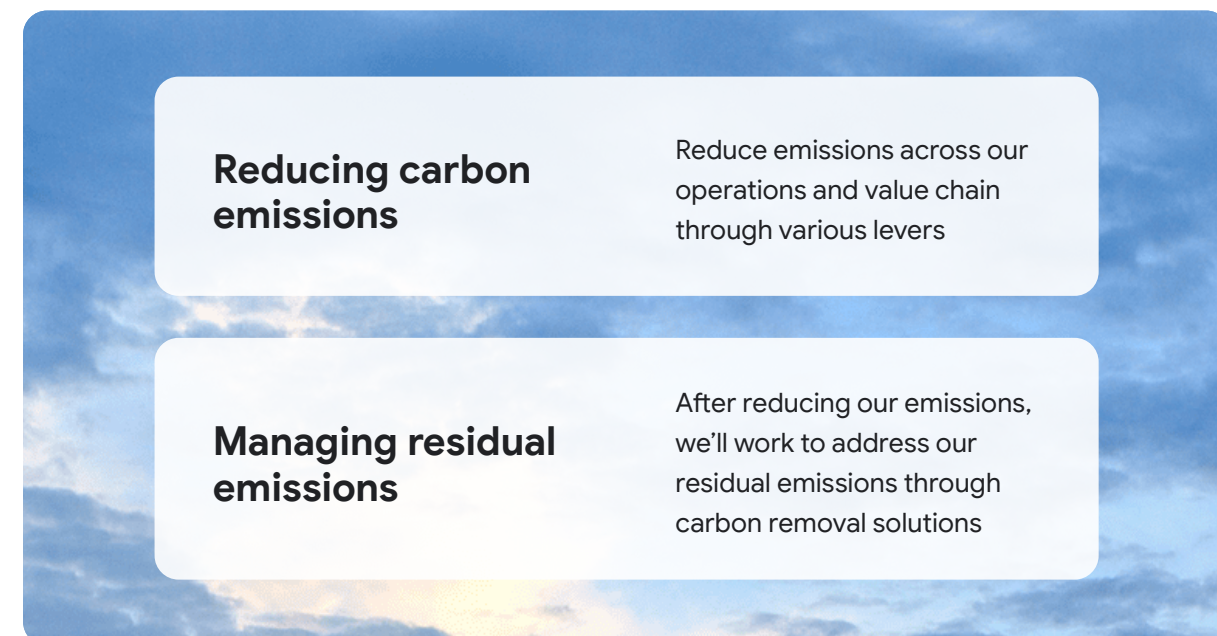 Reducing carbon
emissions
Reduce emissions across our
operations and value chain
through various levers
Managing residual
emissions
After reducing our emissions,
we’ll work to address our
residual emissions through
carbon removal solutions